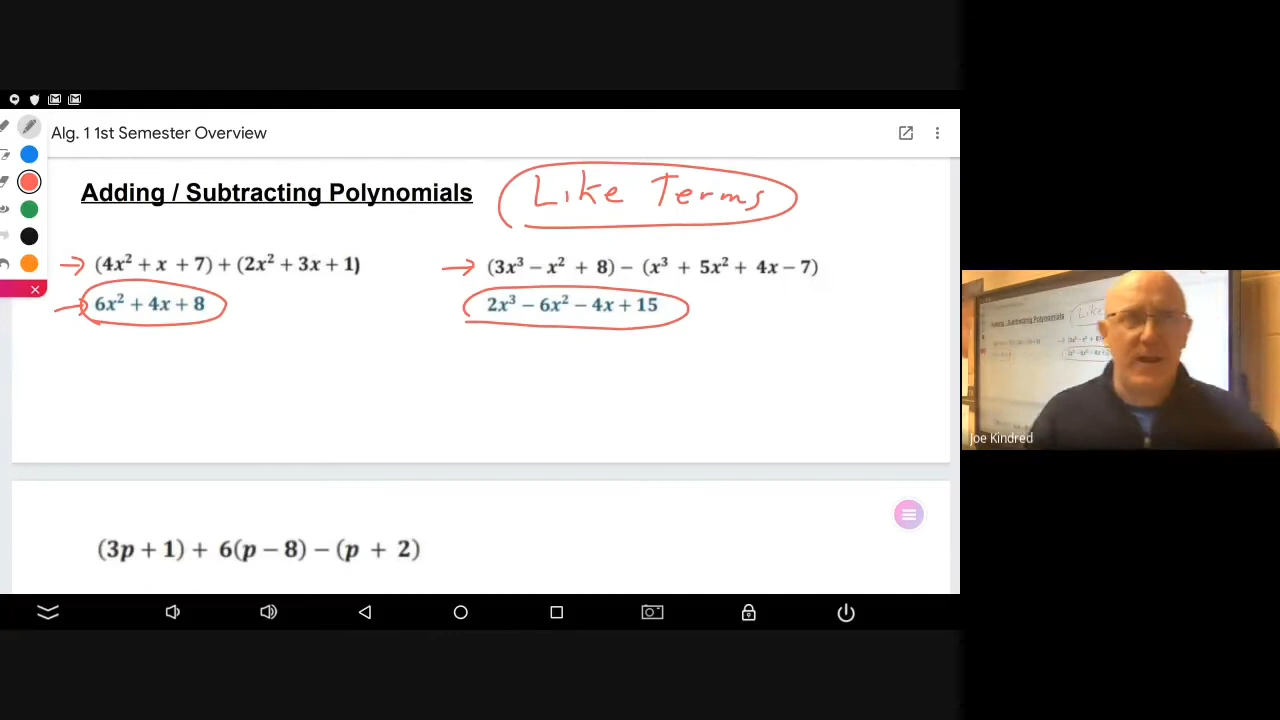 Alg. 1 1st Semester Overview
Adding / Subtracting Polynomials
Like Terms
(4x² + x + 7) + (2x² + 3x + 1)
(3x³ − x² + 8) − (x³ + 5x² + 4x − 7)
6x² + 4x + 8
2x³ − 6x² − 4x + 15
(3p + 1) + 6(p − 8) − (p + 2)
Joe Kindred